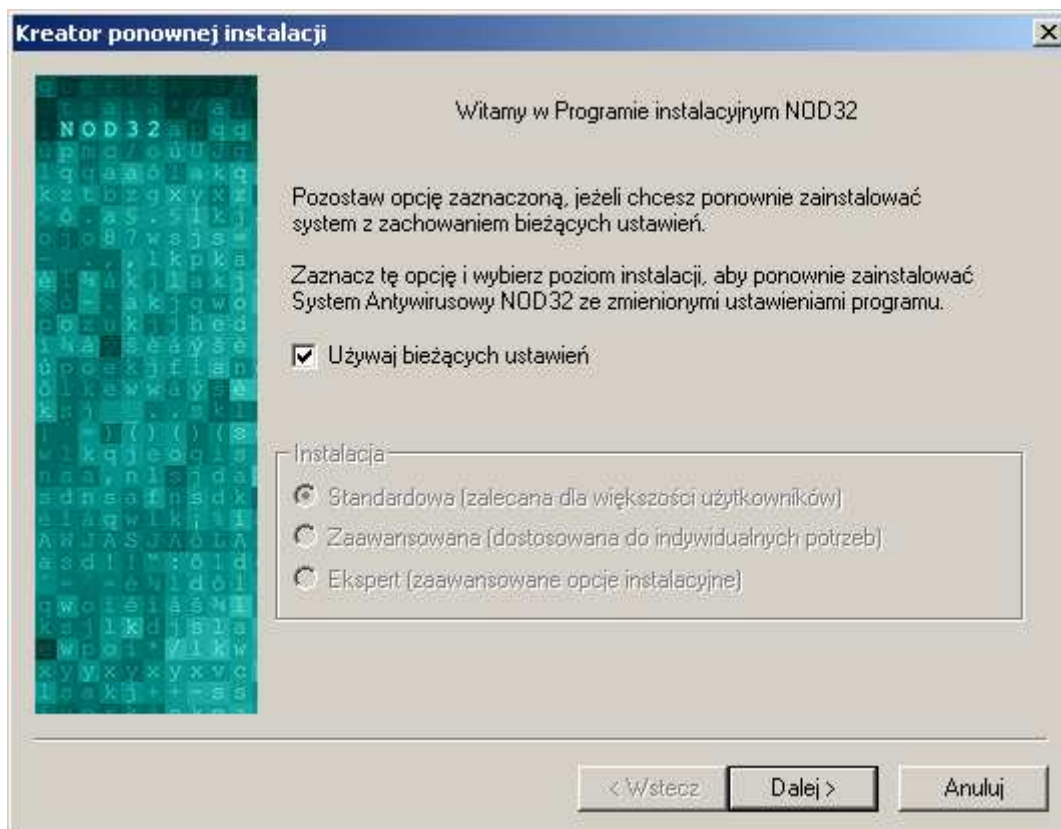 Kreator ponownej instalacji
NOD32
Witamy w Programie instalacyjnym NOD32
Pozostaw opcję zaznaczoną, jeżeli chcesz ponownie zainstalować
system z zachowaniem bieżących ustawień.
Zaznacz tę opcję i wybierz poziom instalacji, aby ponownie zainstalować
System Antywirusowy NOD32 ze zmienionymi ustawieniami programu.
Używaj bieżących ustawień
Instalacja
Standardowa (zalecana dla większości użytkowników)
Zaawansowana (dostosowana do indywidualnych potrzeb)
Ekspert (zaawansowane opcje instalacyjne)
< Wstecz
Dalej >
Anuluj